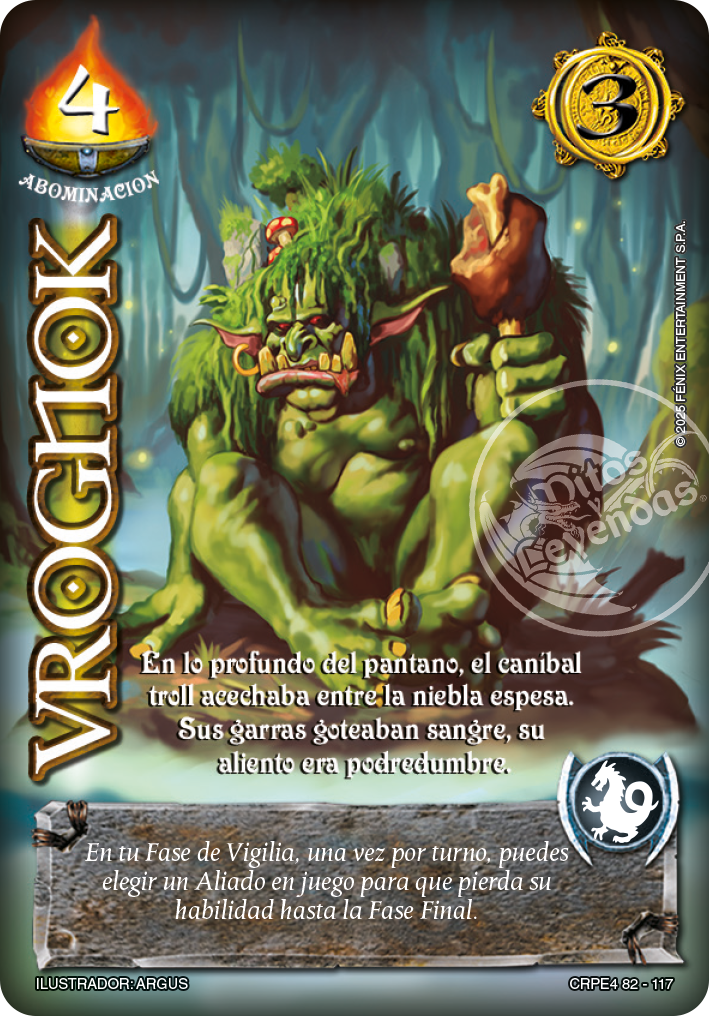 4
3
ABOMINACION
VROGHOK
© 2025 FÉNIX ENTERTAINMENT S.P.A.
Mitos y
Leyendas®
En lo profundo del pantano, el caníbal
troll acechaba entre la niebla espesa.
Sus garras goteaban sangre, su
aliento era podredumbre.
En tu Fase de Vigilia, una vez por turno, puedes
elegir un Aliado en juego para que pierda su
habilidad hasta la Fase Final.
ILUSTRADOR: ARGUS
CRPE4 82 - 117